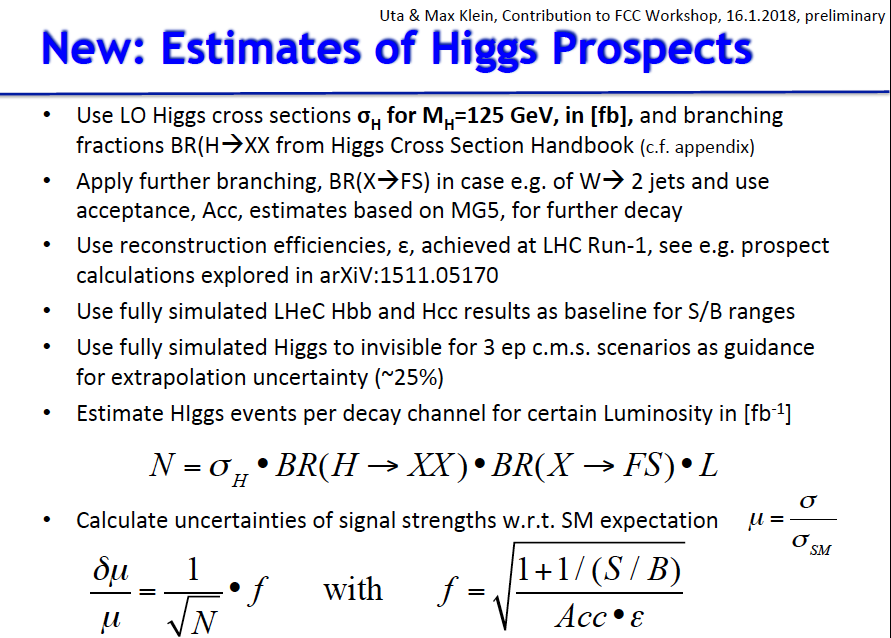 Uta & Max Klein, Contribution to FCC Workshop, 16.1.2018, preliminary
New: Estimates of Higgs Prospects
• Use LO Higgs cross sections σ_H for M_H=125 GeV, in [fb], and branching
fractions BR(H→XX from Higgs Cross Section Handbook (c.f. appendix)
• Apply further branching, BR(X→FS) in case e.g. of W→ 2 jets and use
acceptance, Acc, estimates based on MG5, for further decay
• Use reconstruction efficiencies, ε, achieved at LHC Run-1, see e.g. prospect
calculations explored in arXiV:1511.05170
• Use fully simulated LHeC Hbb and Hcc results as baseline for S/B ranges
• Use fully simulated Higgs to invisible for 3 ep c.m.s. scenarios as guidance
for extrapolation uncertainty (~25%)
• Estimate HIggs events per decay channel for certain Luminosity in [fb⁻¹]
N = σ_H • BR(H → XX) • BR(X → FS) • L
• Calculate uncertainties of signal strengths w.r.t. SM expectation μ = σ / σ_SM
δμ / μ = 1 / √N • f with f = √((1+1/(S/B)) / (Acc • ε))